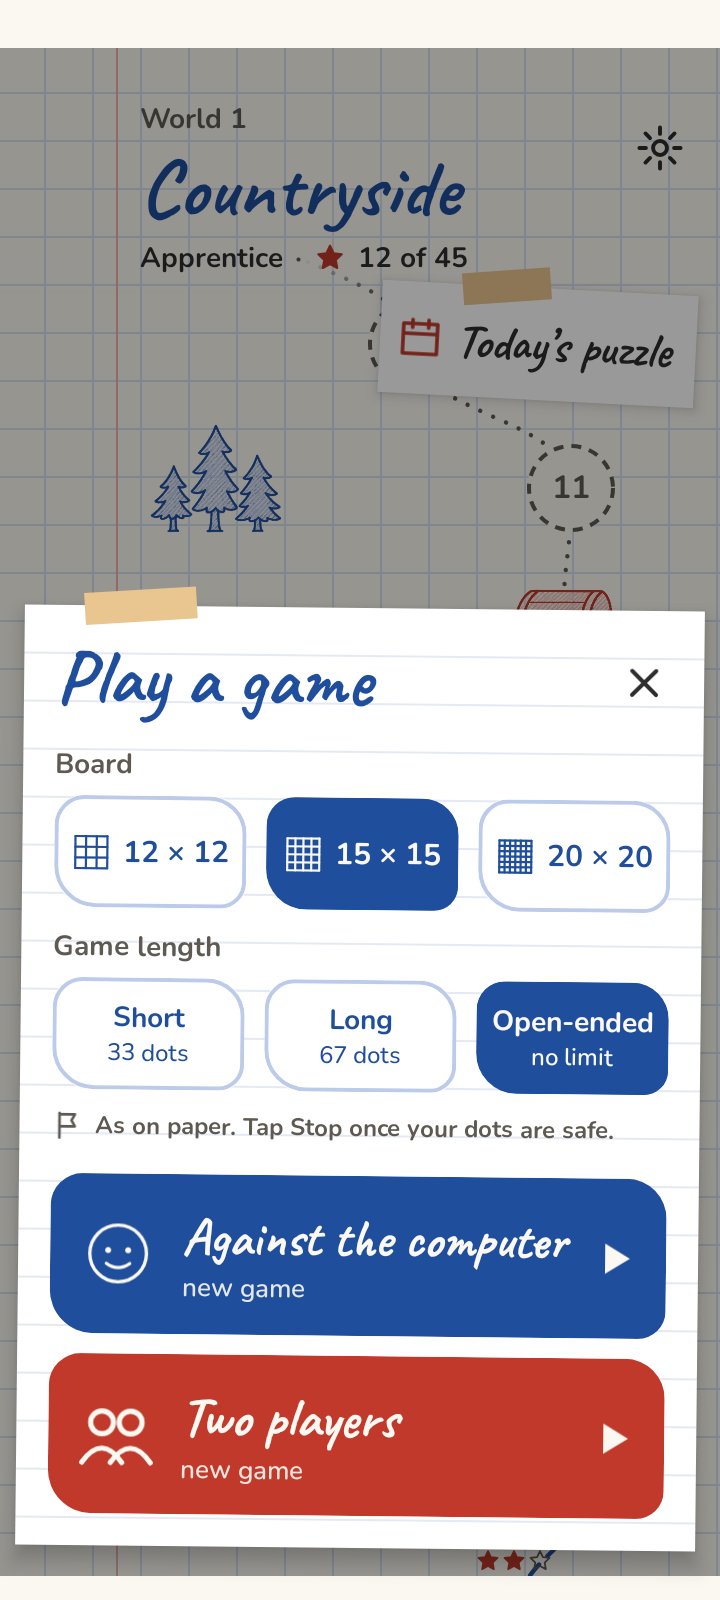 World 1
Countryside
Apprentice · 12 of 45
Today's puzzle
11
Play a game
Board
12 × 12
15 × 15
20 × 20
Game length
Short
33 dots
Long
67 dots
Open-ended
no limit
As on paper. Tap Stop once your dots are safe.
Against the computer
new game
Two players
new game